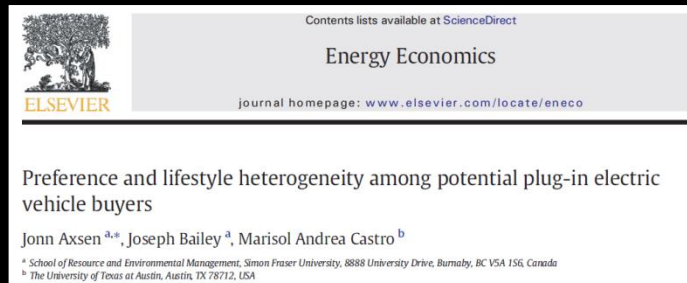 Contents lists available at ScienceDirect
Energy Economics
journal homepage: www.elsevier.com/locate/eneco
ELSEVIER
Preference and lifestyle heterogeneity among potential plug-in electric
vehicle buyers
Jonn Axsen a,*, Joseph Bailey a, Marisol Andrea Castro b
a School of Resource and Environmental Management, Simon Fraser University, 8888 University Drive, Burnaby, BC V5A 1S6, Canada
b The University of Texas at Austin, Austin, TX 78712, USA